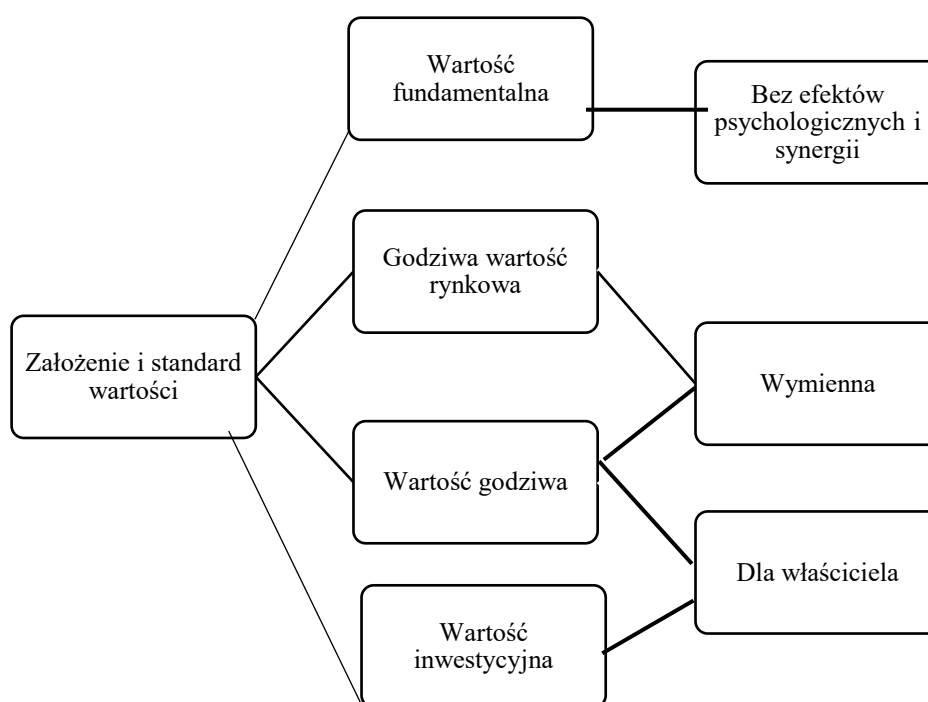 Wartość
fundamentalna
Bez efektów
psychologicznych i
synergii
Godziwa wartość
rynkowa
Założenie i standard
wartości
Wymienna
Wartość godziwa
Dla właściciela
Wartość
inwestycyjna